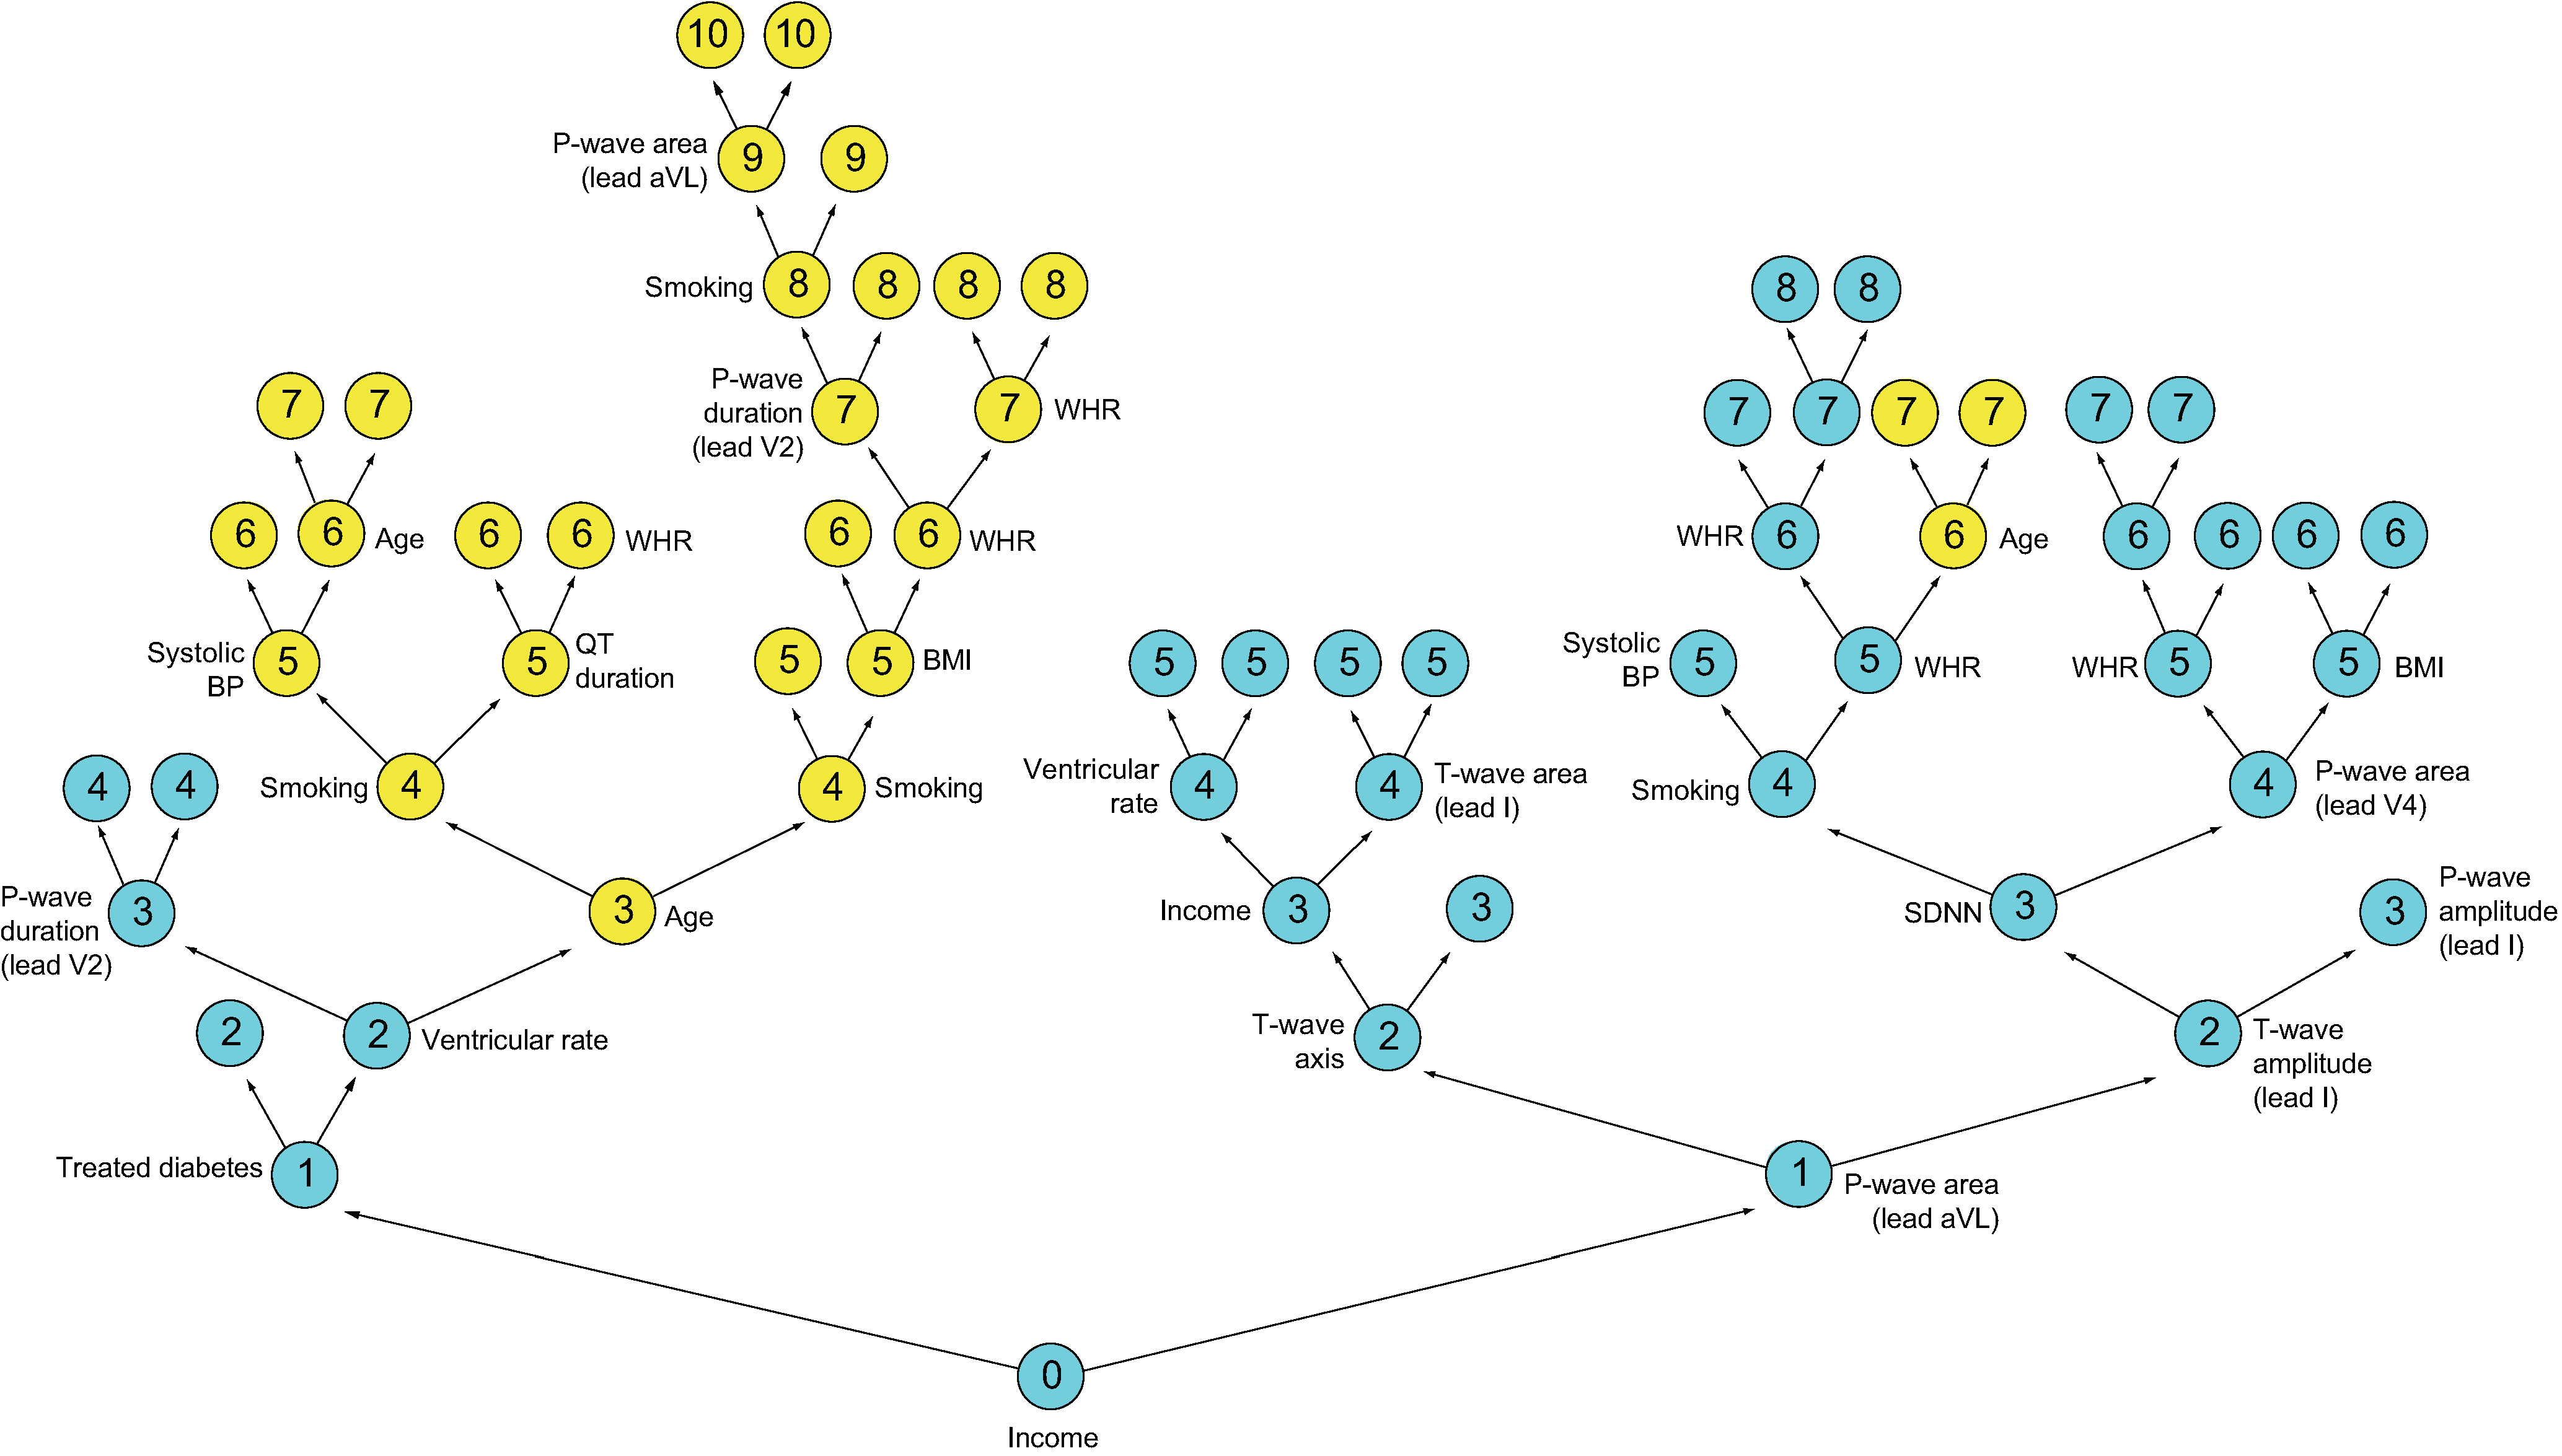 10 10
P-wave area
(lead aVL)
9 9
Smoking
8 8 8 8
8 8
P-wave
duration
(lead V2)
7 7
7 WHR
7 7 7 7
7 7
6 6 Age
6 6 WHR
6 6 WHR
WHR 6
6 Age
6 6 6 6
Systolic
BP
5
5 QT
duration
5 5 BMI
5 5 5 5
Systolic
BP
5
5 WHR
WHR 5
5 BMI
4 4
Smoking 4
4 Smoking
Ventricular
rate
4
4 T-wave area
(lead I)
Smoking 4
4 P-wave area
(lead V4)
P-wave
duration
(lead V2)
3
3 Age
Income 3
3
SDNN 3
3 P-wave
amplitude
(lead I)
2
2 Ventricular rate
T-wave
axis
2
2 T-wave
amplitude
(lead I)
Treated diabetes 1
1 P-wave area
(lead aVL)
0
Income